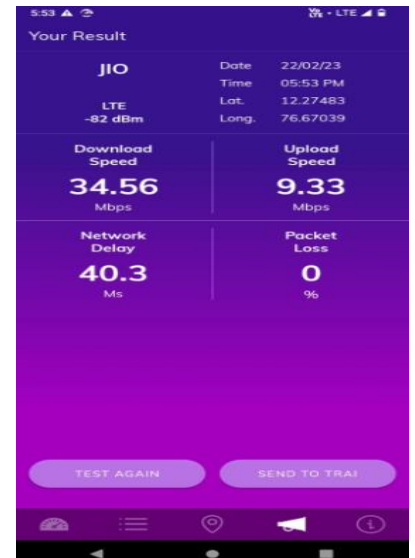 5:53
Vo LTE - LTE
Your Result
JIO
LTE
-82 dBm
Date 22/02/23
Time 05:53 PM
Lat. 12.27483
Long. 76.67039
Download
Speed
34.56
Mbps
Upload
Speed
9.33
Mbps
Network
Delay
40.3
Ms
Packet
Loss
0
%
TEST AGAIN
SEND TO TRAI